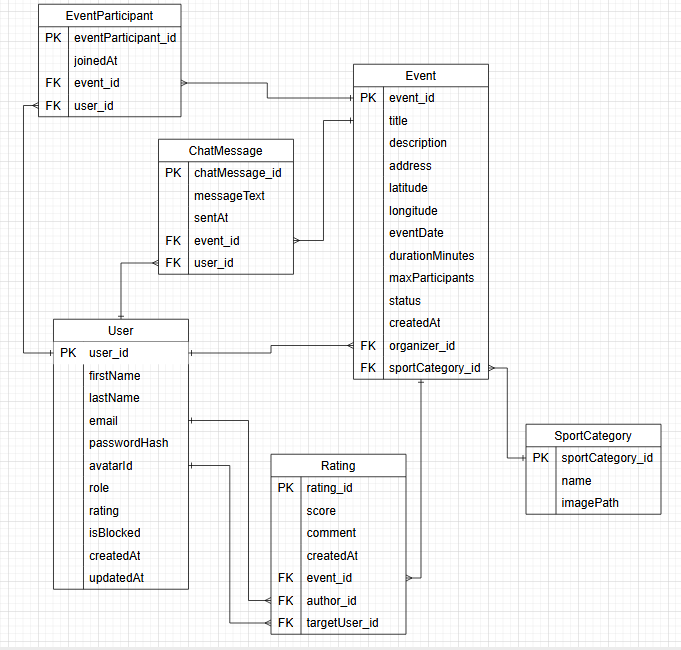 EventParticipant
PK eventParticipant_id
joinedAt
FK event_id
FK user_id
Event
PK event_id
title
description
address
latitude
longitude
eventDate
durationMinutes
maxParticipants
status
createdAt
FK organizer_id
FK sportCategory_id
ChatMessage
PK chatMessage_id
messageText
sentAt
FK event_id
FK user_id
User
PK user_id
firstName
lastName
email
passwordHash
avatarId
role
rating
isBlocked
createdAt
updatedAt
Rating
PK rating_id
score
comment
createdAt
FK event_id
FK author_id
FK targetUser_id
SportCategory
PK sportCategory_id
name
imagePath